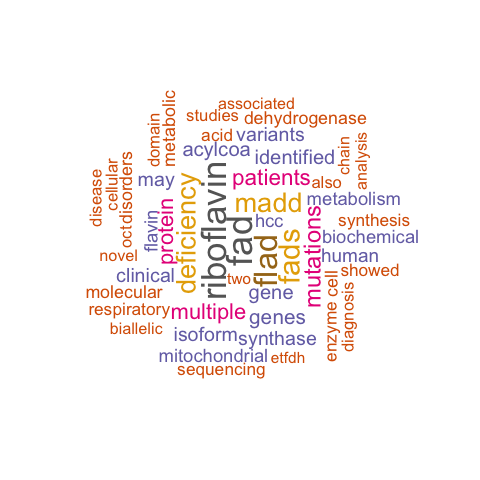 associated
studies
dehydrogenase
metabolic
domain
acid
variants
acylcoa
identified
chain
analysis
disorders
cellular
disease
may
patients
also
deficiency
riboflavin
madd
metabolism
oct
flavin
protein
fad
hcc
mutations
synthesis
novel
flad
fads
biochemical
clinical
two
human
molecular
gene
cell
showed
respiratory
multiple
genes
enzyme
diagnosis
biallelic
isoform
synthase
mitochondrial
etfdh
sequencing